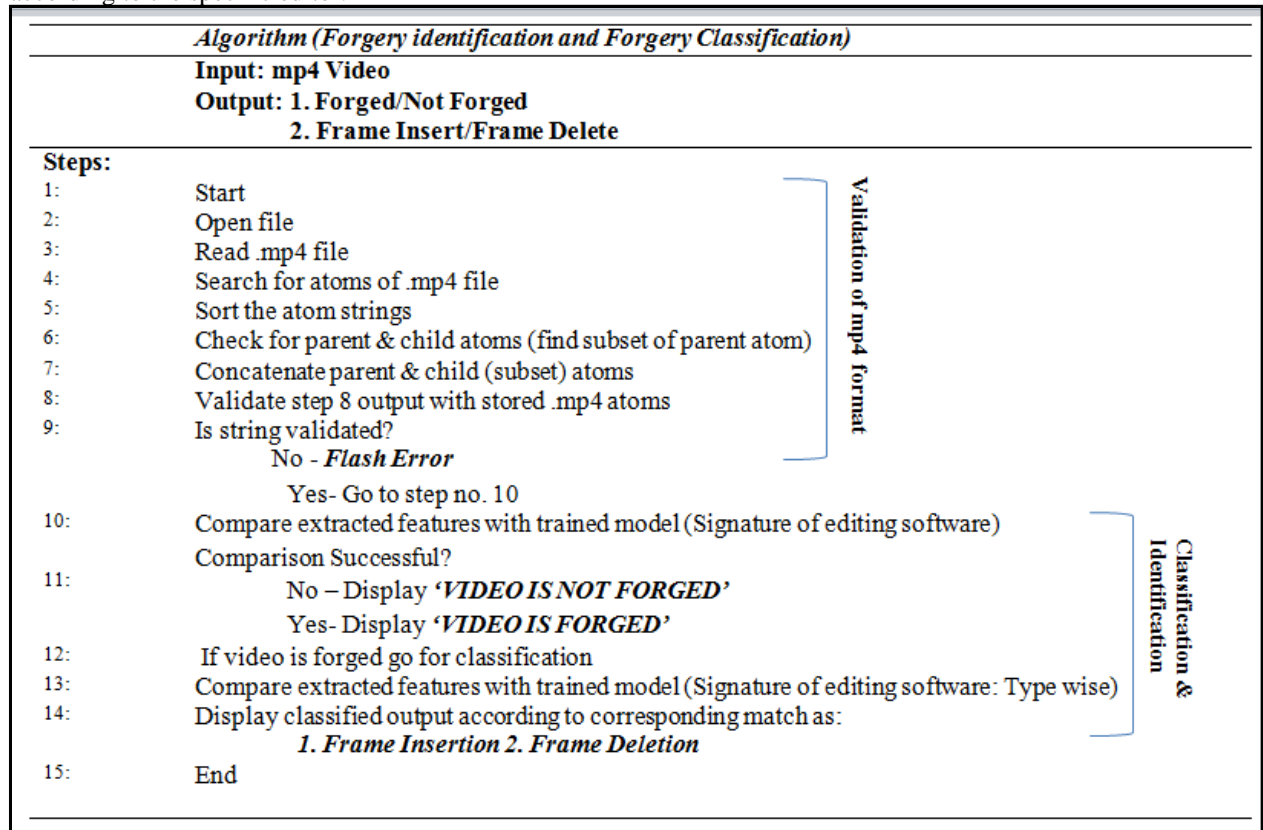 Algorithm (Forgery identification and Forgery Classification)
Input: mp4 Video
Output: 1. Forged/Not Forged
2. Frame Insert/Frame Delete
Steps:
1: Start
2: Open file
3: Read .mp4 file
4: Search for atoms of .mp4 file
5: Sort the atom strings
6: Check for parent & child atoms (find subset of parent atom)
7: Concatenate parent & child (subset) atoms
8: Validate step 8 output with stored .mp4 atoms
9: Is string validated?
No - Flash Error
Yes- Go to step no. 10
Validation of mp4 format
10: Compare extracted features with trained model (Signature of editing software)
Comparison Successful?
11: No – Display ‘VIDEO IS NOT FORGED’
Yes- Display ‘VIDEO IS FORGED’
12: If video is forged go for classification
13: Compare extracted features with trained model (Signature of editing software: Type wise)
14: Display classified output according to corresponding match as:
1. Frame Insertion 2. Frame Deletion
15: End
Classification &
Identification